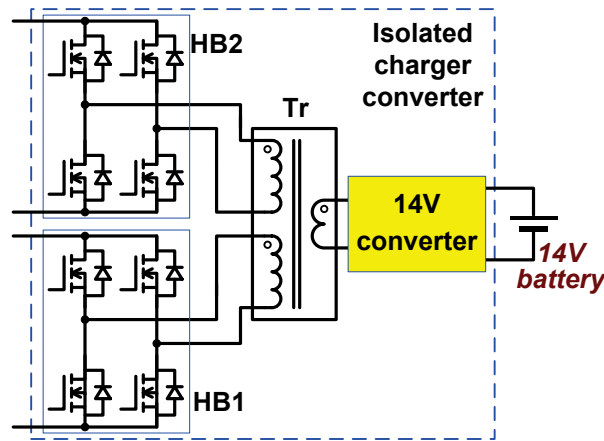 HB2
Isolated
charger
converter
Tr
14V
converter
14V
battery
HB1